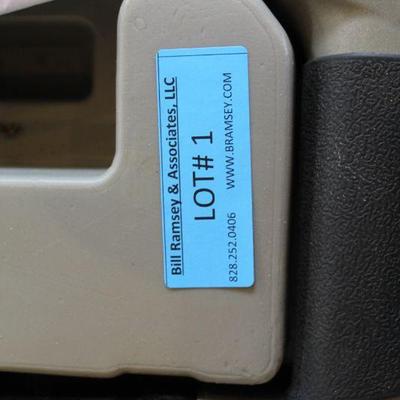 Bill Ramsey & Associates, LLC
LOT# 1
828.252.0406 WWW.BRAMSEY.COM